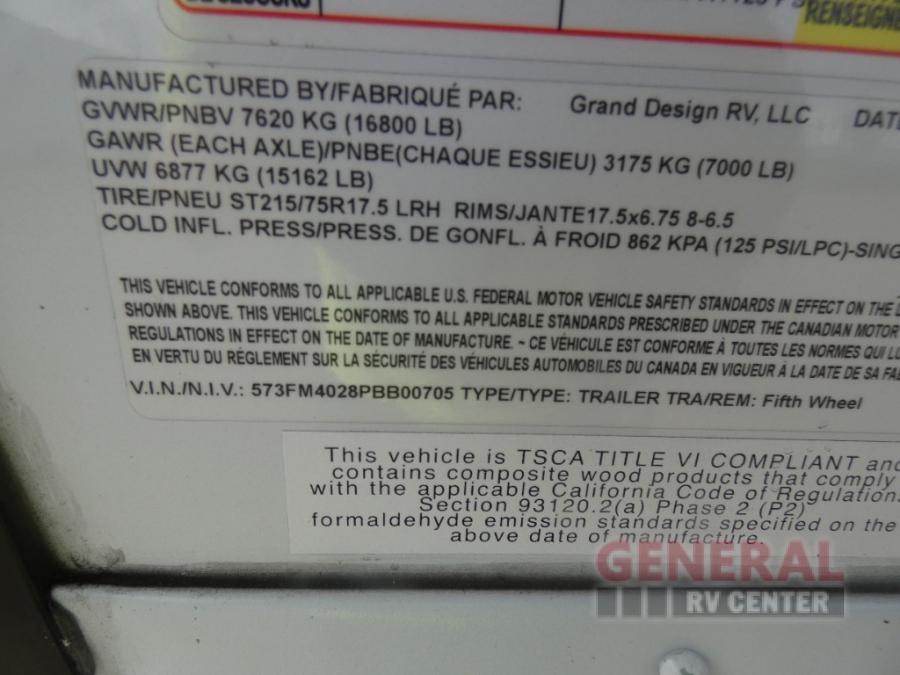 DE SECOURS
RENSEIGNE
MANUFACTURED BY/FABRIQUÉ PAR: Grand Design RV, LLC DATE
GVWR/PNBV 7620 KG (16800 LB)
GAWR (EACH AXLE)/PNBE(CHAQUE ESSIEU) 3175 KG (7000 LB)
UVW 6877 KG (15162 LB)
TIRE/PNEU ST215/75R17.5 LRH RIMS/JANTE17.5x6.75 8-6.5
COLD INFL. PRESS/PRESS. DE GONFL. À FROID 862 KPA (125 PSI/LPC)-SING
THIS VEHICLE CONFORMS TO ALL APPLICABLE U.S. FEDERAL MOTOR VEHICLE SAFETY STANDARDS IN EFFECT ON THE
SHOWN ABOVE. THIS VEHICLE CONFORMS TO ALL APPLICABLE STANDARDS PRESCRIBED UNDER THE CANADIAN MOTOR
REGULATIONS IN EFFECT ON THE DATE OF MANUFACTURE. ~ CE VÉHICULE EST CONFORME À TOUTES LES NORMES QUI
EN VERTU DU RÉGLEMENT SUR LA SÉCURITÉ DES VÉHICULES AUTOMOBILES DU CANADA EN VIGUEUR À LA DATE DE SA
V.I.N./N.I.V.: 573FM4028PBB00705 TYPE/TYPE: TRAILER TRA/REM: Fifth Wheel
This vehicle is TSCA TITLE VI COMPLIANT and
contains composite wood products that comply
with the applicable California Code of Regulation
Section 93120.2(a) Phase 2 (P2)
formaldehyde emission standards specified on the
above date of manufacture.
GENERAL
RV CENTER